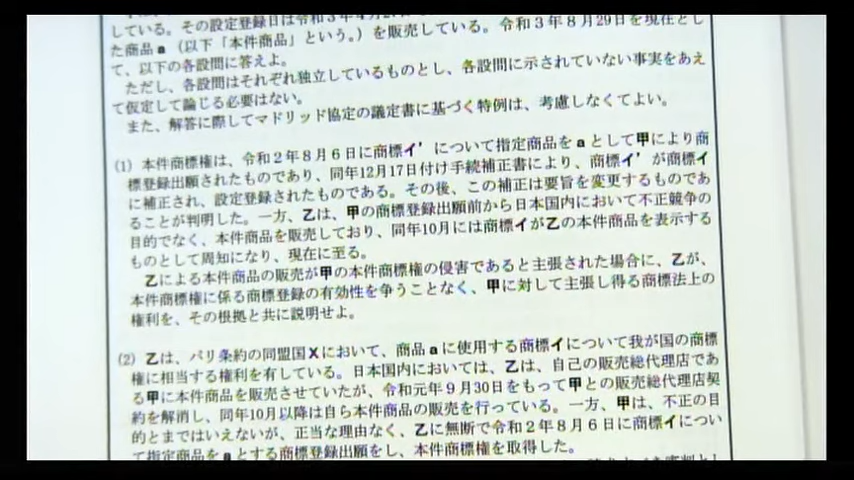 している。その設定登録日は令和3年4月
た商品a（以下「本件商品」という。）を販売している。令和3年8月29日を現在とし
て、以下の各設問に答えよ。
ただし、各設問はそれぞれ独立しているものとし、各設問に示されていない事実をあえ
て仮定して論じる必要はない。
また、解答に際してマドリッド協定の議定書に基づく特例は、考慮しなくてよい。
(1) 本件商標権は、令和2年8月6日に商標イ’について指定商品をaとして甲により商
標登録出願されたものであり、同年12月17日付け手続補正書により、商標イ’が商標イ
に補正され、設定登録されたものである。その後、この補正は要旨を変更するものであ
ることが判明した。一方、乙は、甲の商標登録出願前から日本国内において不正競争の
目的でなく、本件商品を販売しており、同年10月には商標イが乙の本件商品を表示する
ものとして周知になり、現在に至る。
乙による本件商品の販売が甲の本件商標権の侵害であると主張された場合に、乙が、
本件商標権に係る商標登録の有効性を争うことなく、甲に対して主張し得る商標法上の
権利を、その根拠と共に説明せよ。
(2) 乙は、パリ条約の同盟国Xにおいて、商品aに使用する商標イについて我が国の商標
権に相当する権利を有している。日本国内においては、乙は、自己の販売総代理店であ
る甲に本件商品を販売させていたが、令和元年9月30日をもって甲との販売総代理店契
約を解消し、同年10月以降は自ら本件商品の販売を行っている。一方、甲は、不正の目
的とまではいえないが、正当な理由なく、乙に無断で令和2年8月6日に商標イについ
て指定商品をaとする商標登録出願をし、本件商標権を取得した。